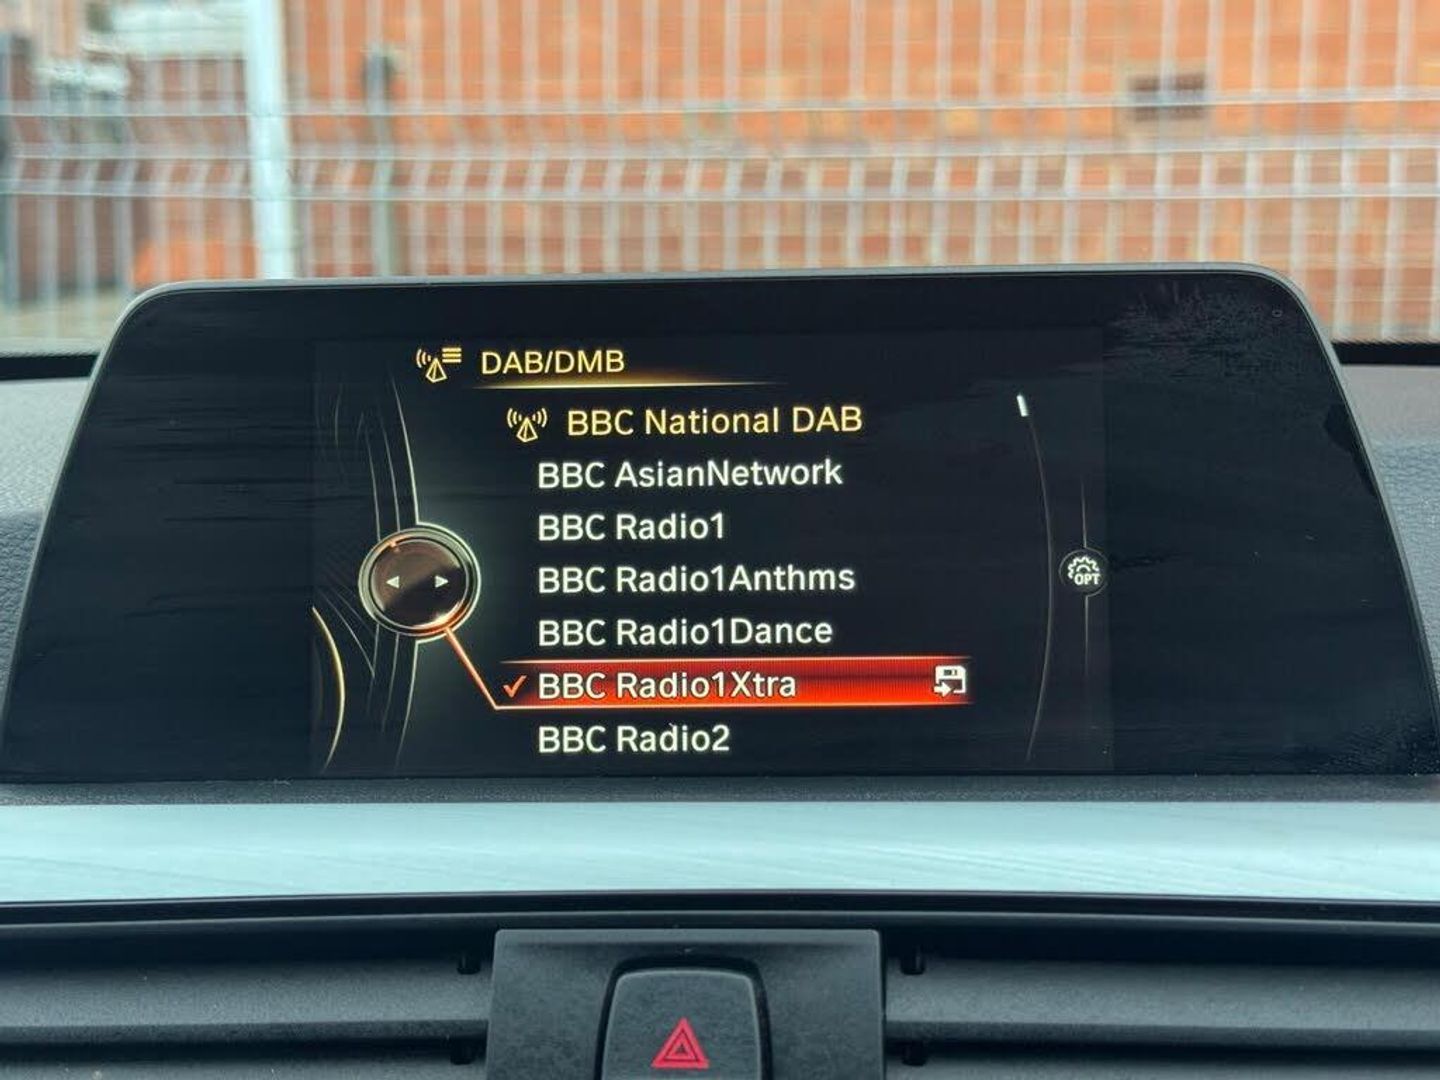 DAB/DMB
BBC National DAB
BBC AsianNetwork
BBC Radio1
BBC Radio1Anthms
OPT
BBC Radio1Dance
BBC Radio1Xtra
BBC Radio2